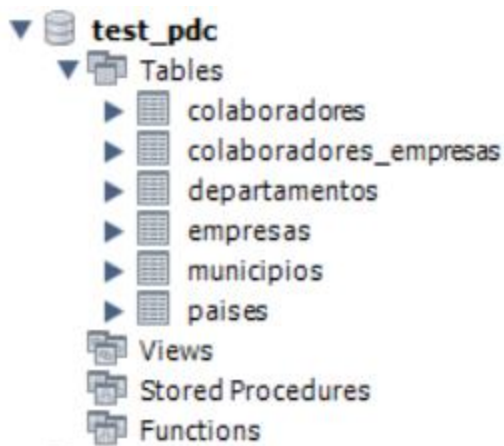 test_pdc
Tables
colaboradores
colaboradores_empresas
departamentos
empresas
municipios
paises
Views
Stored Procedures
Functions